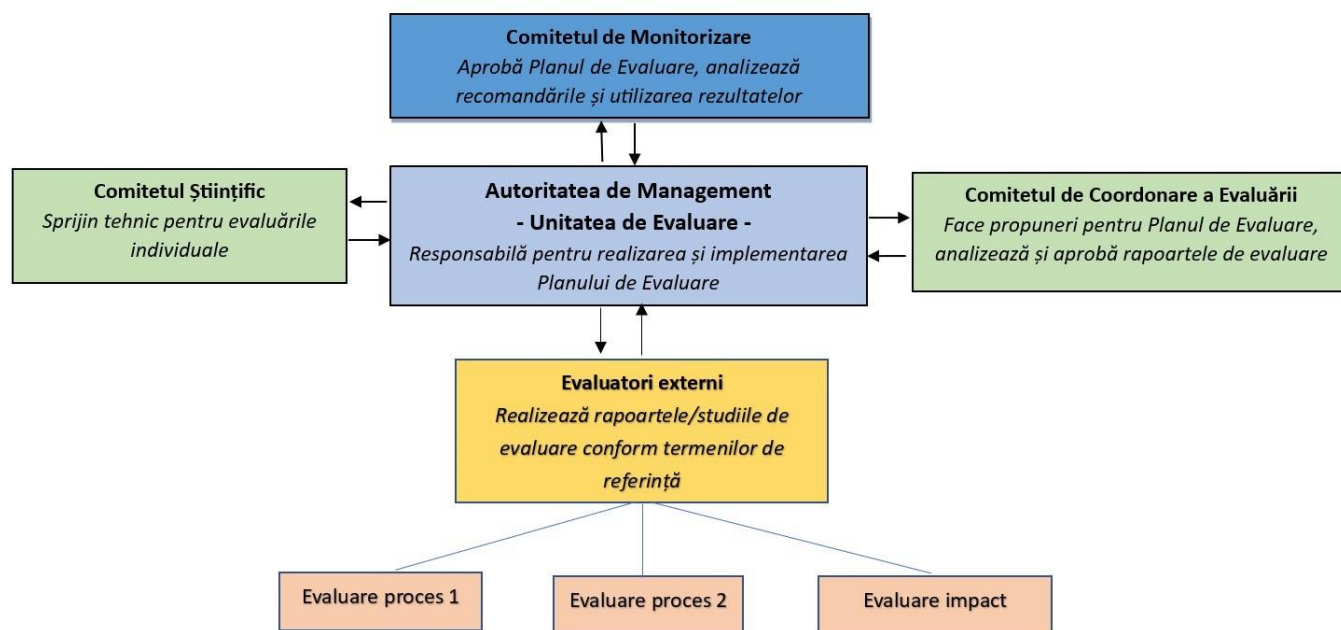 Comitetul de Monitorizare
Aprobă Planul de Evaluare, analizează
recomandările și utilizarea rezultatelor
Comitetul Științific
Sprijin tehnic pentru evaluările
individuale
Autoritatea de Management
- Unitatea de Evaluare -
Responsabilă pentru realizarea și implementarea
Planului de Evaluare
Comitetul de Coordonare a Evaluării
Face propuneri pentru Planul de Evaluare,
analizează și aprobă rapoartele de evaluare
Evaluatori externi
Realizează rapoartele/studiile de
evaluare conform termenilor de
referință
Evaluare proces 1
Evaluare proces 2
Evaluare impact